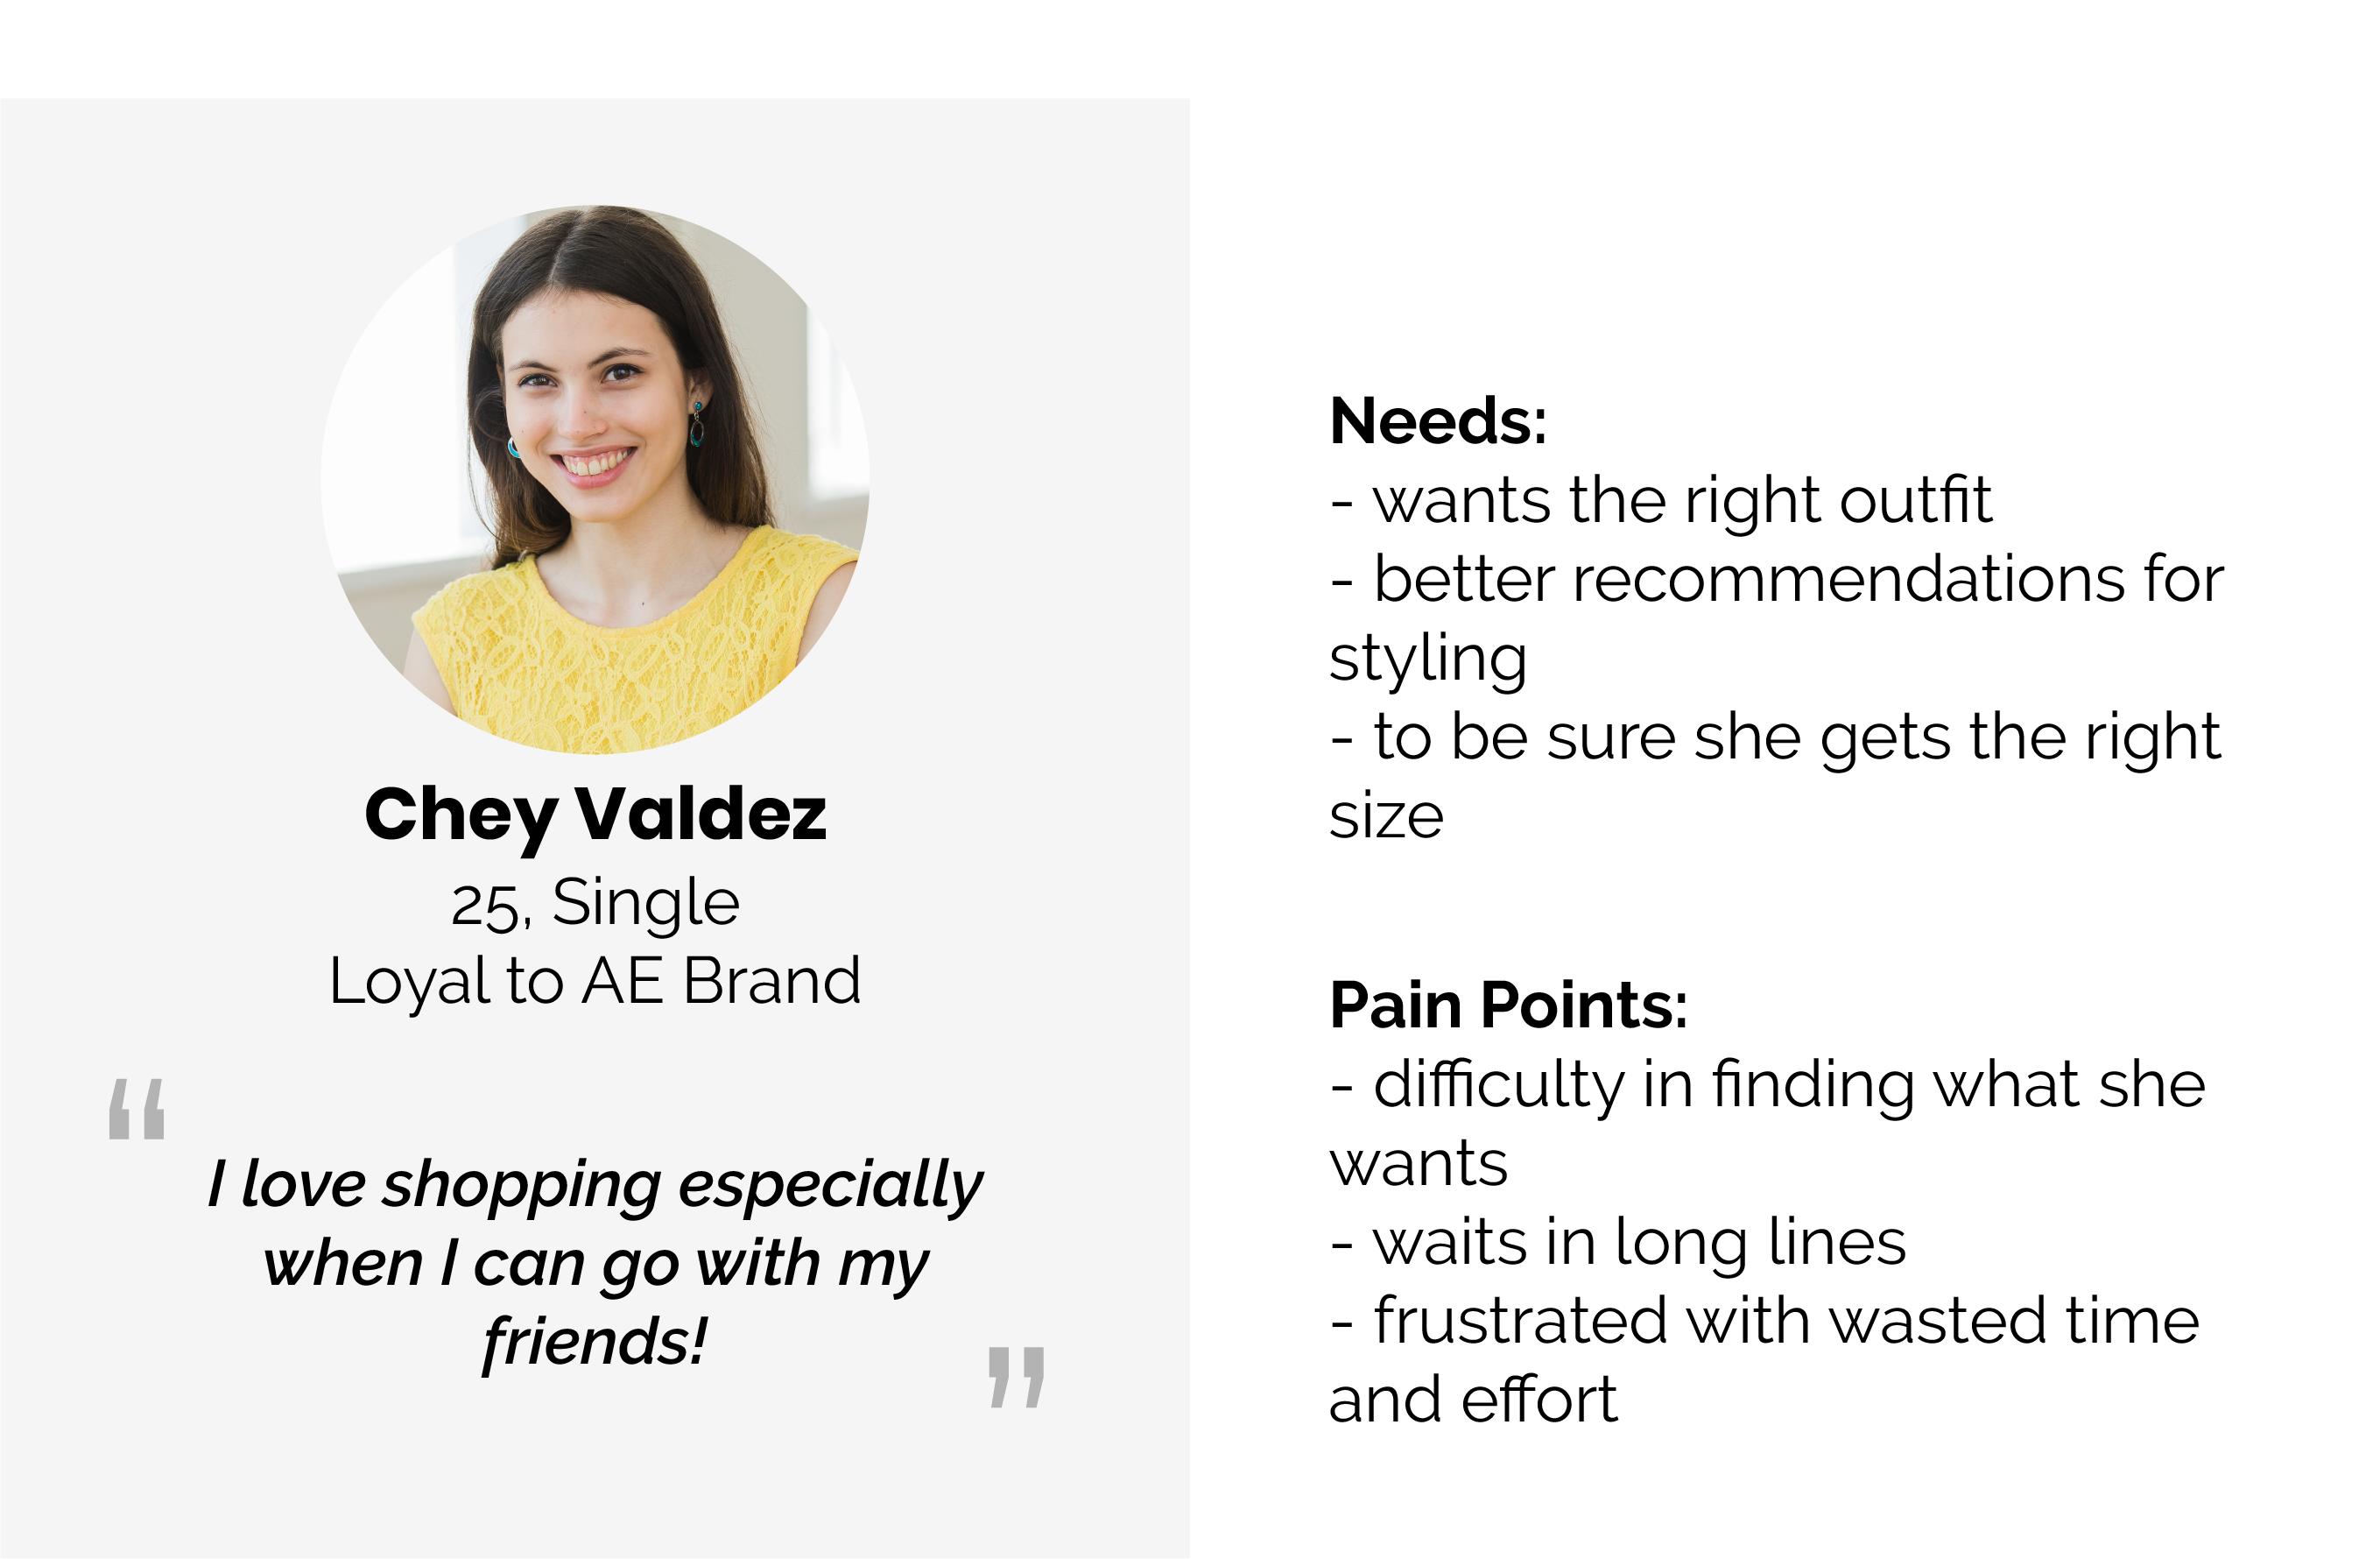 Chey Valdez
25, Single
Loyal to AE Brand
“
I love shopping especially
when I can go with my
friends!
”
Needs:
- wants the right outfit
- better recommendations for
styling
- to be sure she gets the right
size
Pain Points:
- difficulty in finding what she
wants
- waits in long lines
- frustrated with wasted time
and effort